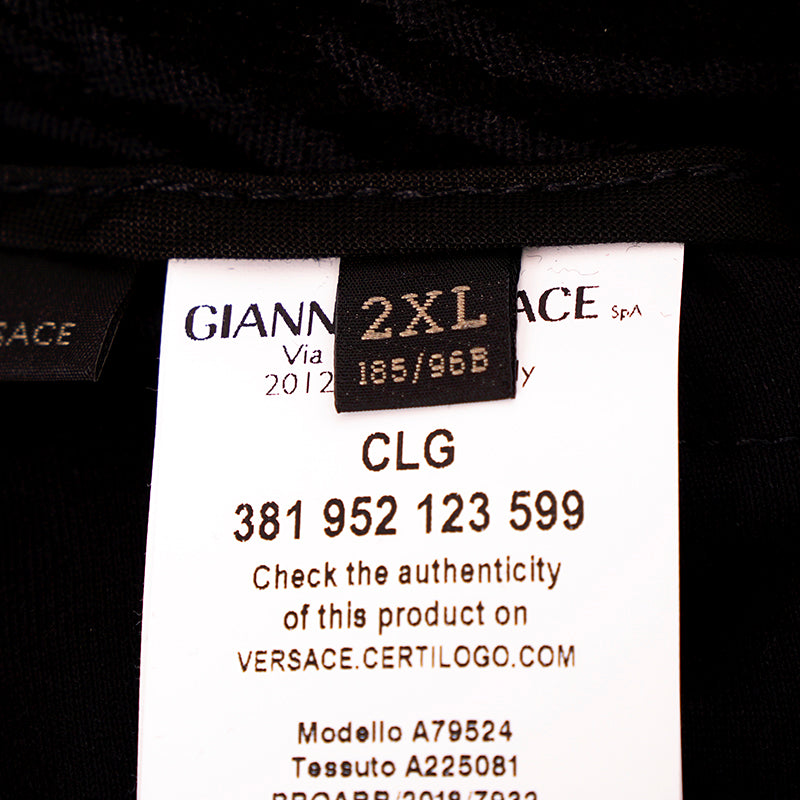 SACE
GIANN
ACE SpA
2XL
Via
185/96B
2012
ly
CLG
381 952 123 599
Check the authenticity
of this product on
VERSACE.CERTILOGO.COM
Modello A79524
Tessuto A225081